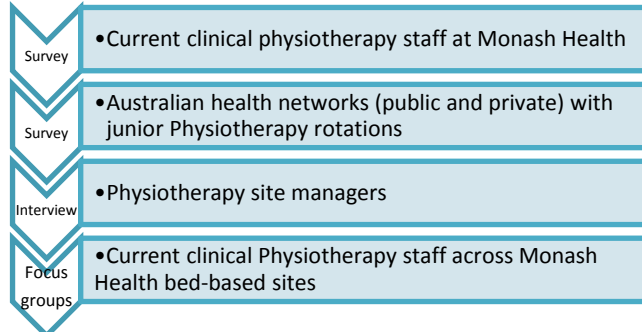 Survey
•Current clinical physiotherapy staff at Monash Health
Survey
•Australian health networks (public and private) with
junior Physiotherapy rotations
Interview
•Physiotherapy site managers
Focus
groups
•Current clinical Physiotherapy staff across Monash
Health bed-based sites